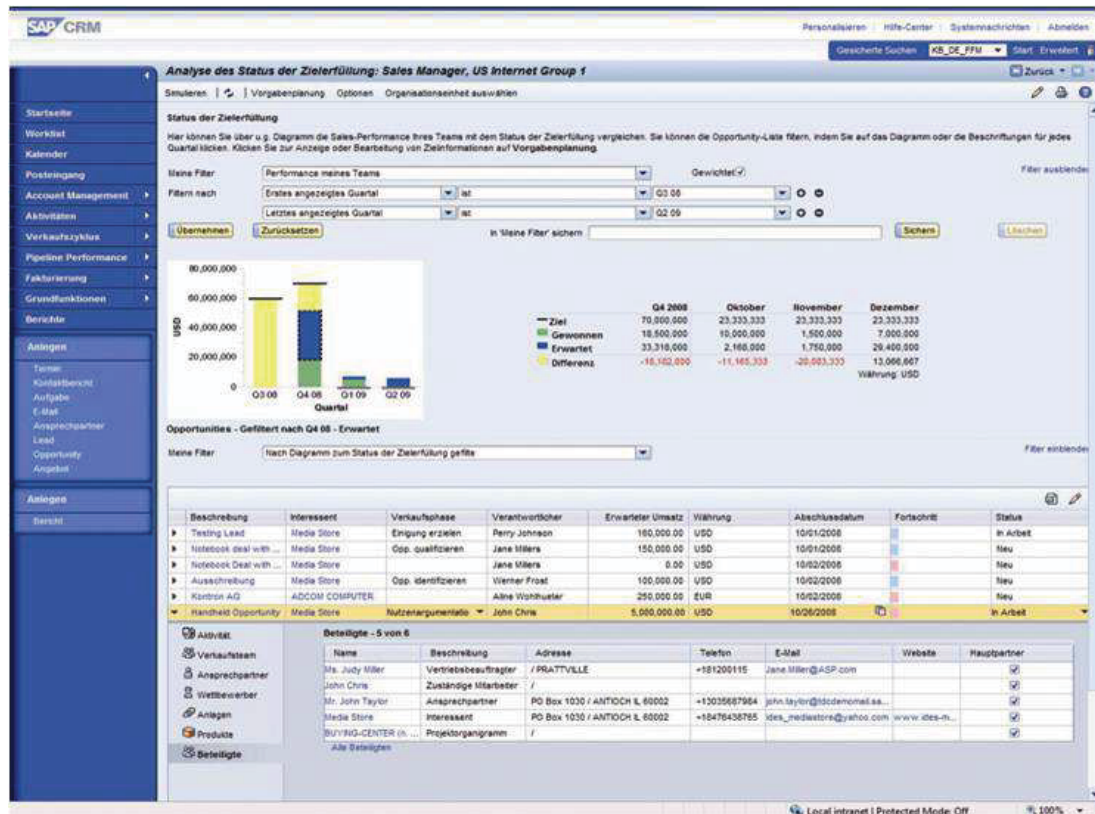 SAP CRM
Personalisieren Hilfe-Center Systemnachrichten Abmelden
Gesicherte Suchen KB_DE_FFM Start Erweitert
Analyse des Status der Zielerfüllung: Sales Manager, US Internet Group 1
Zurück
Simulieren Vorgabenplanung Optionen Organisationseinheit auswählen
Startseite
Worklist
Kalender
Posteingang
Account Management
Aktivitäten
Verkaufszyklus
Pipeline Performance
Fakturierung
Grundfunktionen
Berichte
Anlegen
Termin
Kontaktbericht
Aufgabe
E-Mail
Ansprechpartner
Lead
Opportunity
Angebot
Anlegen
Bericht
Status der Zielerfüllung
Hier können Sie über u.g. Diagramm die Sales-Performance Ihres Teams mit dem Status der Zielerfüllung vergleichen. Sie können die Opportunity-Liste filtern, indem Sie auf das Diagramm oder die Beschriftungen für jedes
Quartal klicken. Klicken Sie zur Anzeige oder Bearbeitung von Zielinformationen auf Vorgabenplanung.
Meine Filter Performance meines Teams Gewichtet Filter ausblenden
Filtern nach Erstes angezeigtes Quartal ist Q3 08
Letztes angezeigtes Quartal ist Q2 09
Übernehmen Zurücksetzen In 'Meine Filter' sichern Sichern Löschen
80,000,000
60,000,000
40,000,000
20,000,000
0
USD
Q3 08 Q4 08 Q1 09 Q2 09
Quartal
Q4 2008 Oktober November Dezember
Ziel 70,000,000 23,333,333 23,333,333 23,333,333
Gewonnen 18,500,000 10,000,000 1,500,000 7,000,000
Erwartet 33,318,000 2,168,000 1,750,000 29,400,000
Differenz -18,182,000 -11,165,333 -20,083,333 13,066,667
Währung: USD
Opportunities - Gefiltert nach Q4 08 - Erwartet
Meine Filter Nach Diagramm zum Status der Zielerfüllung gefilte Filter einblenden
Beschreibung Interessent Verkaufsphase Verantwortlicher Erwarteter Umsatz Währung Abschlussdatum Fortschritt Status
Testing Lead Media Store Einigung erzielen Perry Johnson 160,000.00 USD 10/01/2008 In Arbeit
Notebook deal with ... Media Store Opp. qualifizieren Jane Millers 150,000.00 USD 10/01/2008 Neu
Notebook Deal with ... Media Store Jane Millers 0.00 USD 10/02/2008 Neu
Ausschreibung Media Store Opp. identifizieren Werner Frost 100,000.00 USD 10/02/2008 Neu
Kontron AG ADCOM COMPUTER Aline Wohlhueter 250,000.00 EUR 10/02/2008 Neu
Handheld Opportunity Media Store Nutzenargumentatio John Chris 5,000,000.00 USD 10/26/2008 In Arbeit
Aktivität
Verkaufsteam
Ansprechpartner
Wettbewerber
Anlagen
Produkte
Beteiligte
Beteiligte - 5 von 6
Name Beschreibung Adresse Telefon E-Mail Website Hauptpartner
Ms. Judy Miller Vertriebsbeauftragter / PRATTVILLE +181200115 Jane.Miller@ASP.com
John Chris Zuständige Mitarbeiter /
Mr. John Taylor Ansprechpartner PO Box 1030 / ANTIOCH IL 60002 +13035687984 john.taylor@tdcdemomail.sa...
Media Store Interessent PO Box 1030 / ANTIOCH IL 60002 +18476438765 ides_mediastore@yahoo.com www.ides-m...
BUYING-CENTER Projektorganigramm /
Alle Beteiligten
Local intranet | Protected Mode: Off 100%